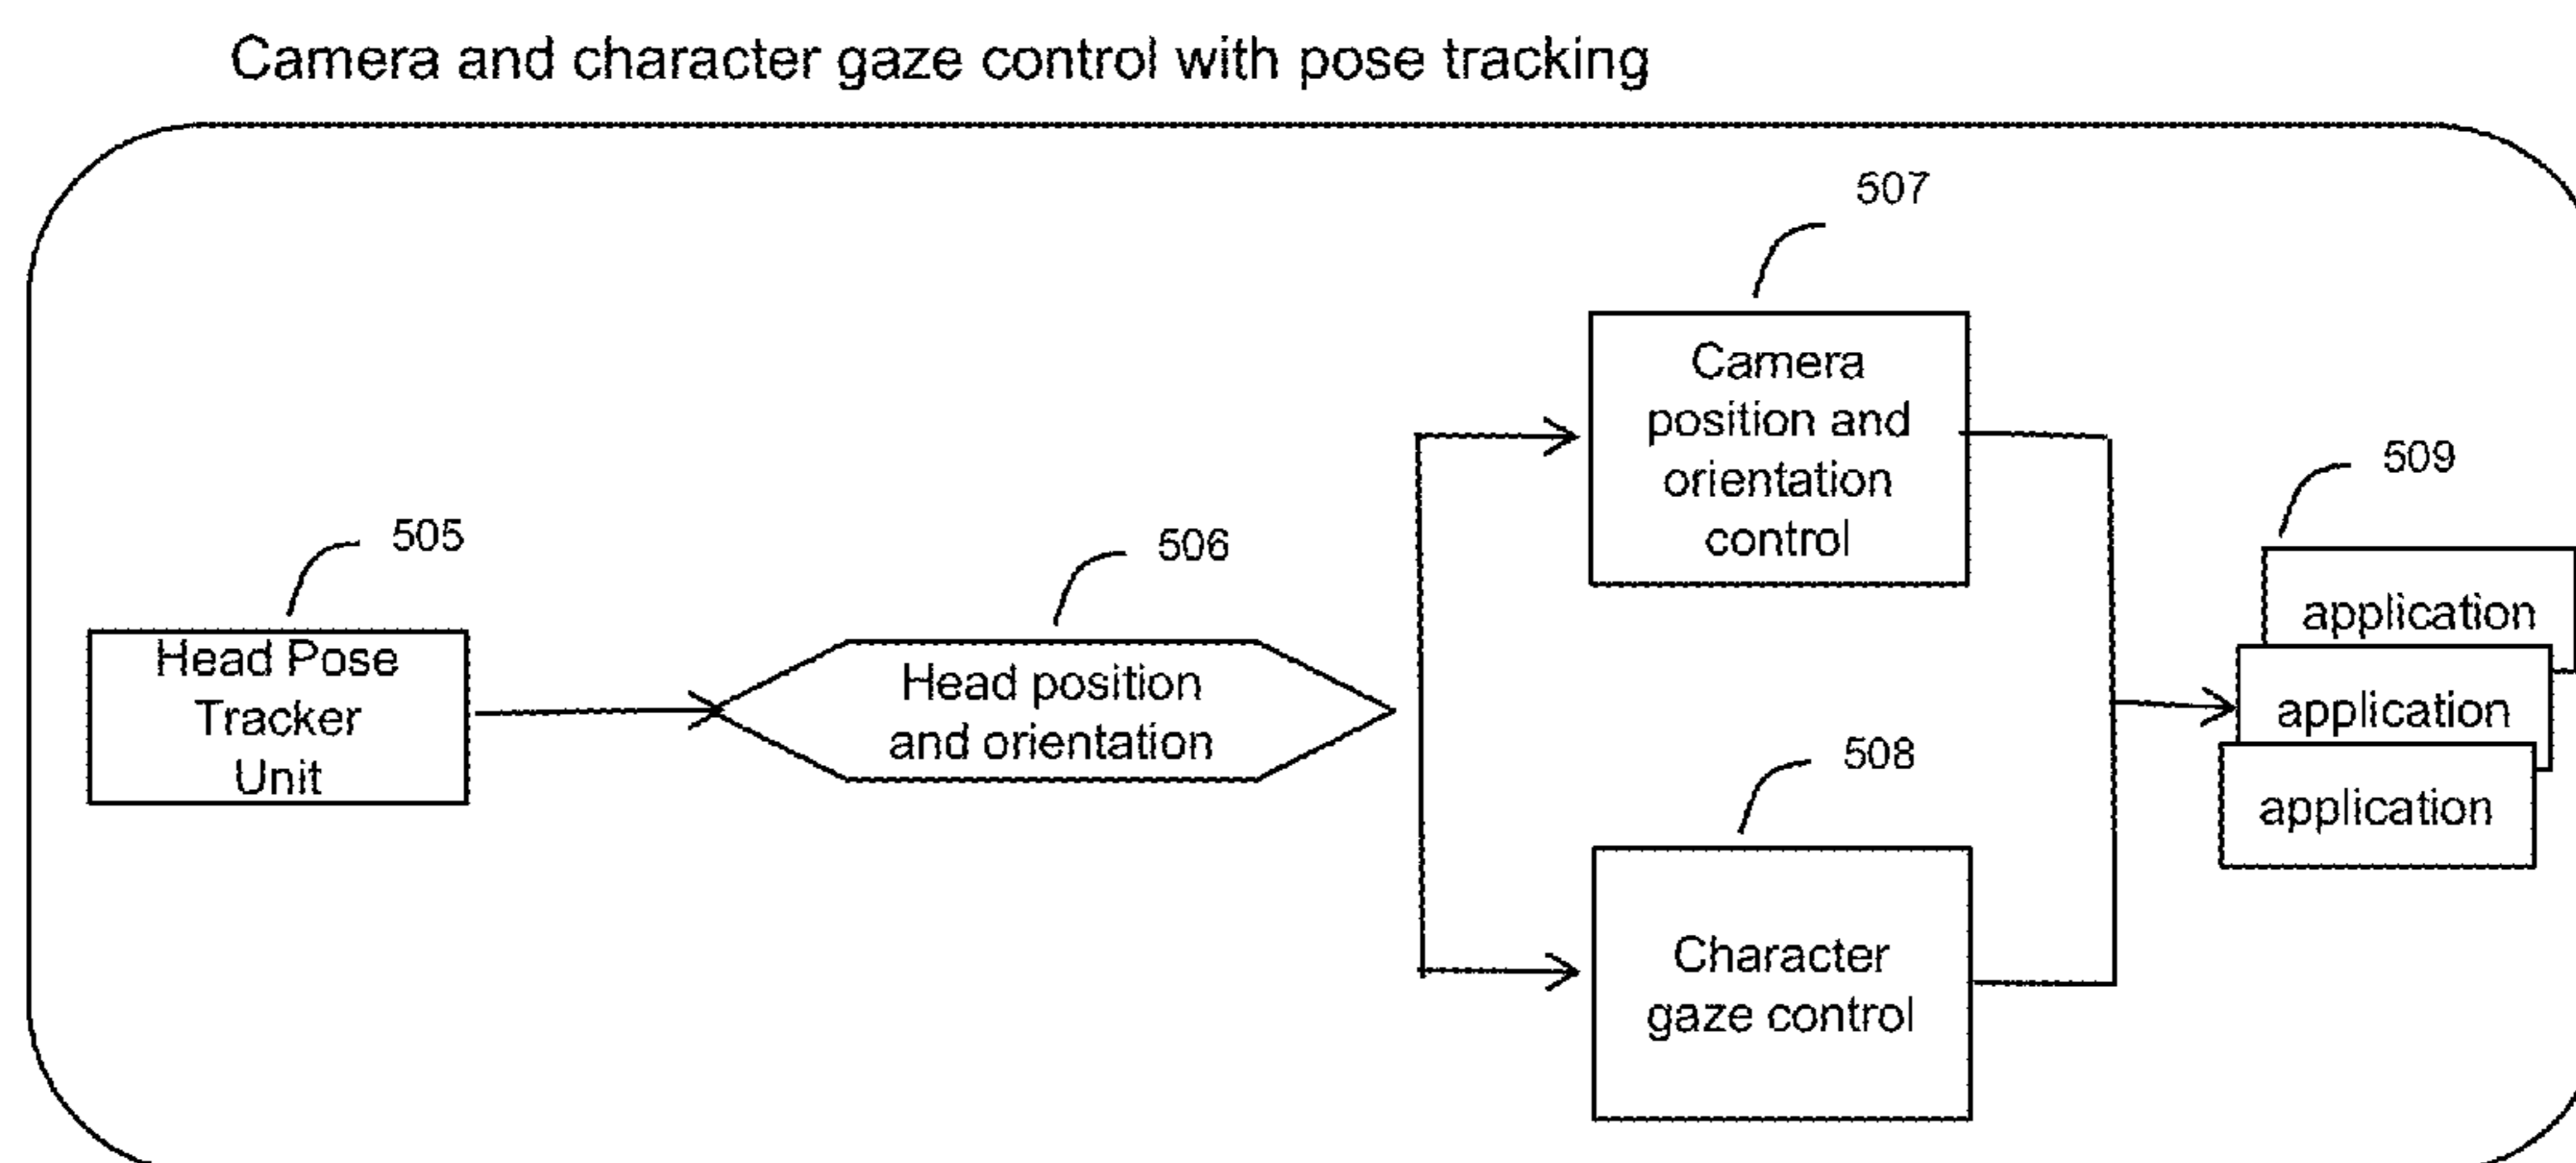 Camera and character gaze control with pose tracking
507
Camera
position and
orientation
control
509
application
application
application
505
Head Pose
Tracker
Unit
506
Head position
and orientation
508
Character
gaze control